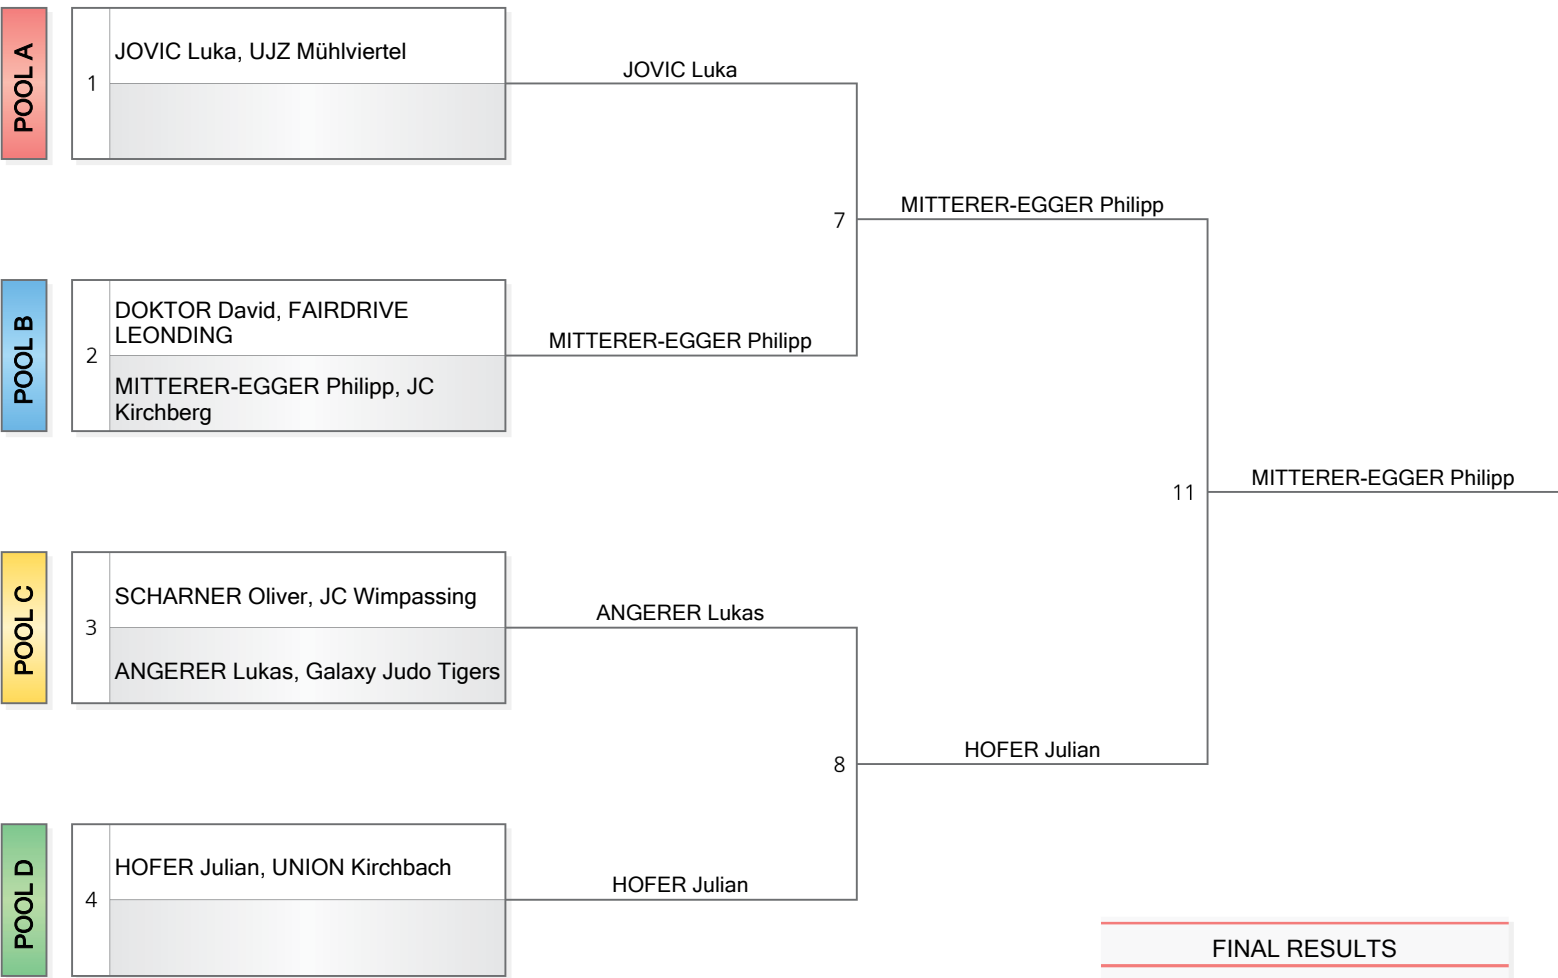 POOL A
1
JOVIC Luka, UJZ Mühlviertel
JOVIC Luka
7
MITTERER-EGGER Philipp
POOL B
2
DOKTOR David, FAIRDRIVE
LEONDING
MITTERER-EGGER Philipp, JC
Kirchberg
MITTERER-EGGER Philipp
11
MITTERER-EGGER Philipp
POOL C
3
SCHARNER Oliver, JC Wimpassing
ANGERER Lukas, Galaxy Judo Tigers
ANGERER Lukas
8
HOFER Julian
POOL D
4
HOFER Julian, UNION Kirchbach
HOFER Julian
FINAL RESULTS